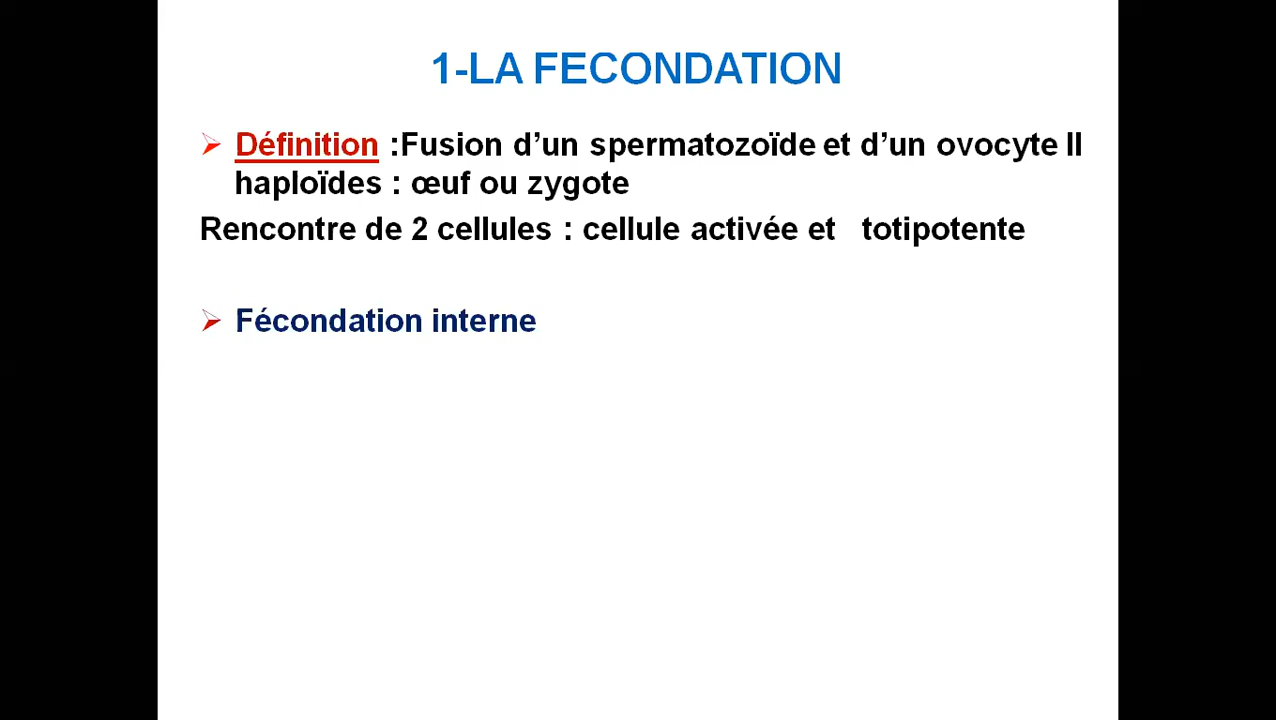 1-LA FECONDATION
Définition :Fusion d’un spermatozoïde et d’un ovocyte II
haploïdes : œuf ou zygote
Rencontre de 2 cellules : cellule activée et totipotente
Fécondation interne